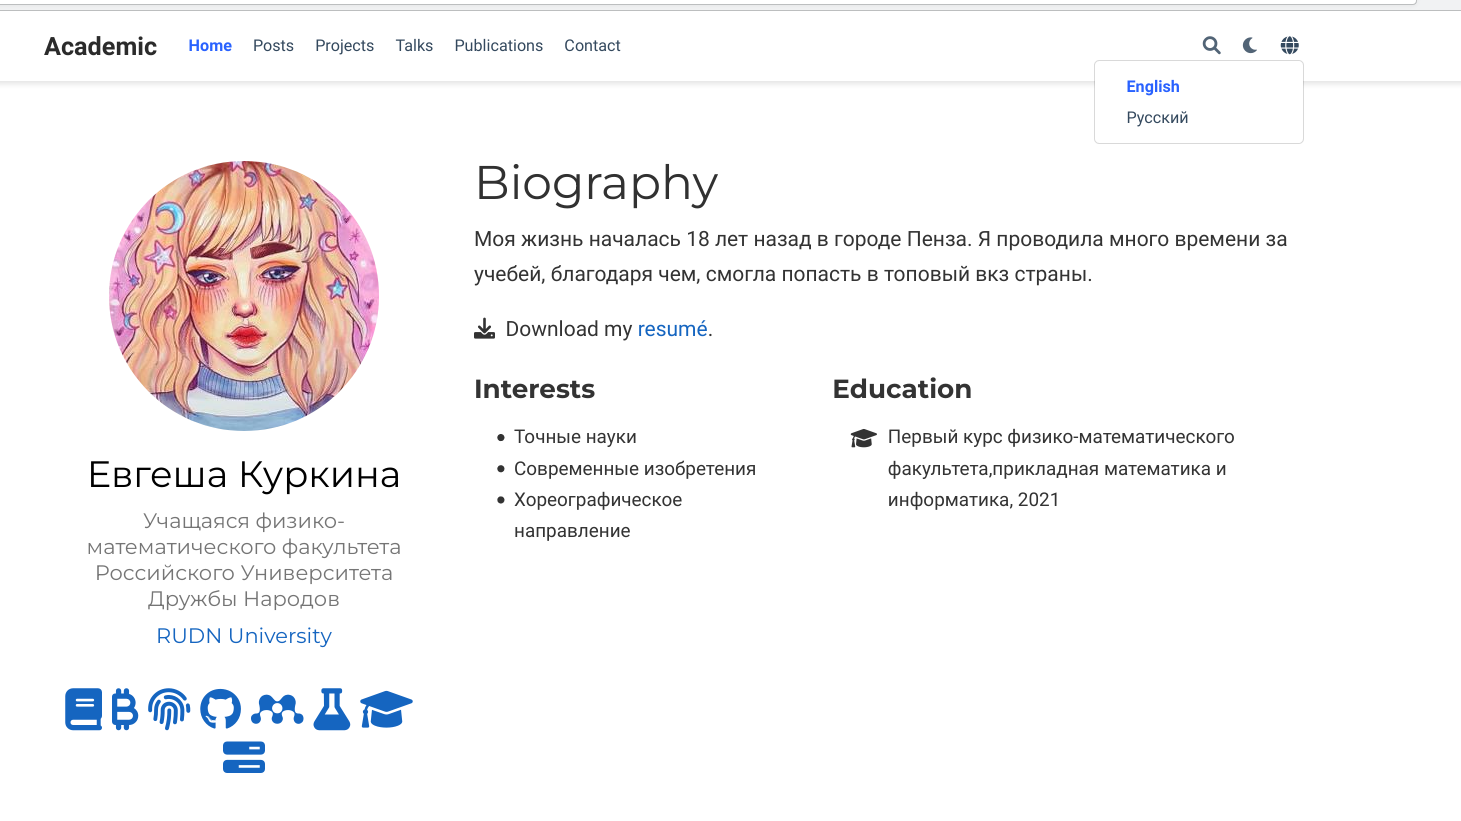 Academic Home Posts Projects Talks Publications Contact
English
Русский
Biography
Моя жизнь началась 18 лет назад в городе Пенза. Я проводила много времени за
учебей, благодаря чем, смогла попасть в топовый вкз страны.
Download my resumé.
Interests
Точные науки
Современные изобретения
Хореографическое
направление
Education
Первый курс физико-математического
факультета,прикладная математика и
информатика, 2021
Евгеша Куркина
Учащаяся физико-
математического факультета
Российского Университета
Дружбы Народов
RUDN University